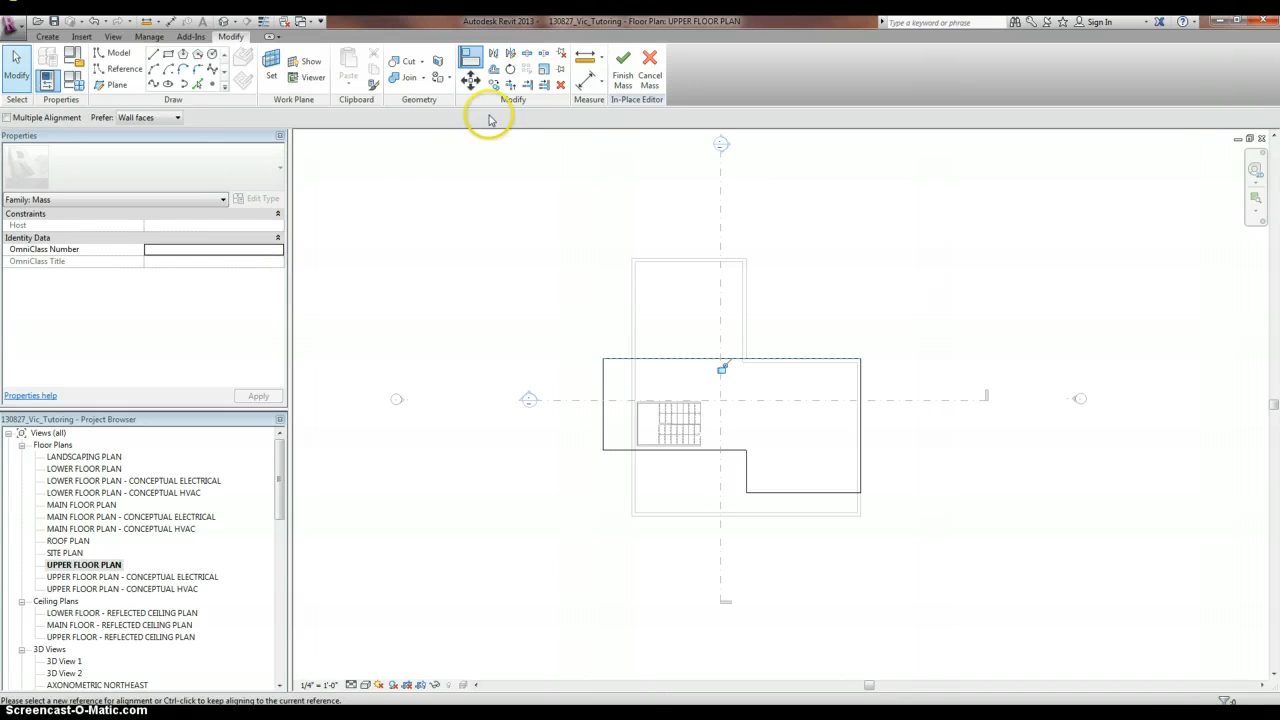 Autodesk Revit 2013 - 130827_Vic_Tutoring - Floor Plan: UPPER FLOOR PLAN
Type a keyword or phrase
Sign In
Create Insert View Manage Add-Ins Modify
Modify
Model
Reference
Plane
Set
Show
Viewer
Paste
Cut
Join
Finish Mass
Cancel Mass
Select Properties Draw Work Plane Clipboard Geometry Modify Measure In-Place Editor
Multiple Alignment Prefer: Wall faces
Properties
Family: Mass
Edit Type
Constraints
Host
Identity Data
OmniClass Number
OmniClass Title
Properties help
Apply
130827_Vic_Tutoring - Project Browser
Views (all)
Floor Plans
LANDSCAPING PLAN
LOWER FLOOR PLAN
LOWER FLOOR PLAN - CONCEPTUAL ELECTRICAL
LOWER FLOOR PLAN - CONCEPTUAL HVAC
MAIN FLOOR PLAN
MAIN FLOOR PLAN - CONCEPTUAL ELECTRICAL
MAIN FLOOR PLAN - CONCEPTUAL HVAC
ROOF PLAN
SITE PLAN
UPPER FLOOR PLAN
UPPER FLOOR PLAN - CONCEPTUAL ELECTRICAL
UPPER FLOOR PLAN - CONCEPTUAL HVAC
Ceiling Plans
LOWER FLOOR - REFLECTED CEILING PLAN
MAIN FLOOR - REFLECTED CEILING PLAN
UPPER FLOOR - REFLECTED CEILING PLAN
3D Views
3D View 1
3D View 2
AXONOMETRIC NORTHEAST
1/4" = 1'-0"
Please select a new reference for alignment or Ctrl-click to keep aligning to the current reference.
:0
Screencast-O-Matic.com